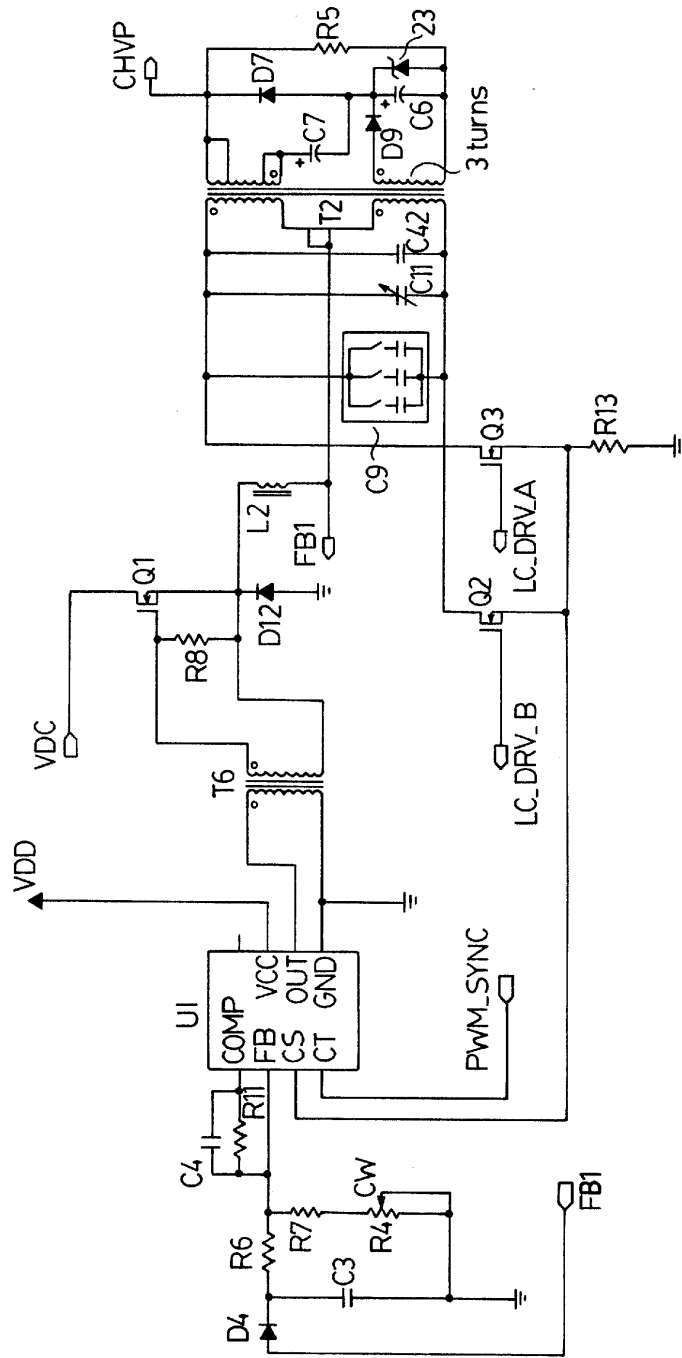 CHVP
R5
D7
23
C7
C6
D9
3 turns
T2
C42
C11
C9
Q3
R13
LC_DRV_A
L2
FB1
Q1
D12
R8
Q2
LC_DRV_B
VDC
T6
VDD
U1
COMP
FB
CS
CT
VCC
OUT
GND
PWM_SYNC
C4
R11
R6
R7
CW
R4
C3
D4
FB1